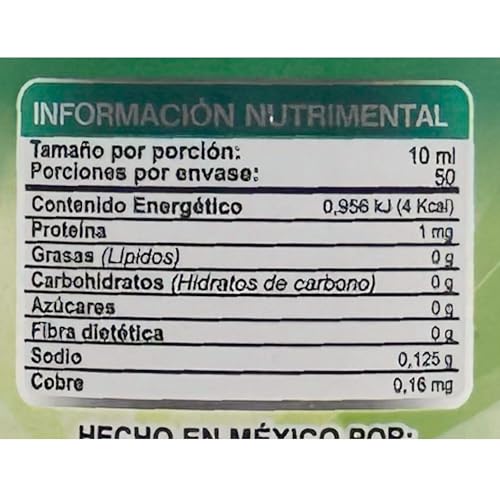 INFORMACIÓN NUTRIMENTAL
Tamaño por porción: 10 ml
Porciones por envase: 50
Contenido Energético 0,956 kJ (4 Kcal)
Proteína 1 mg
Grasas (Lípidos) 0 g
Carbohidratos (Hidratos de carbono) 0 g
Azúcares 0 g
Fibra dietética 0 g
Sodio 0,125 g
Cobre 0,16 mg
HECHO EN MÉXICO POR: